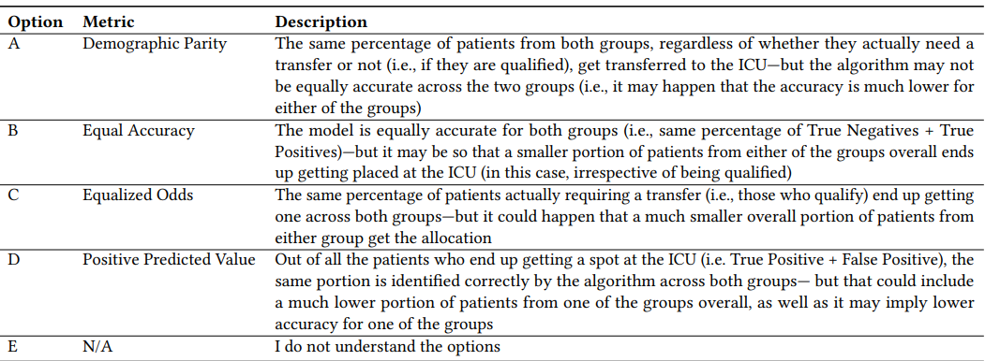 Option Metric Description
A Demographic Parity The same percentage of patients from both groups, regardless of whether they actually need a
transfer or not (i.e., if they are qualified), get transferred to the ICU—but the algorithm may not
be equally accurate across the two groups (i.e., it may happen that the accuracy is much lower for
either of the groups)
B Equal Accuracy The model is equally accurate for both groups (i.e., same percentage of True Negatives + True
Positives)—but it may be so that a smaller portion of patients from either of the groups overall ends
up getting placed at the ICU (in this case, irrespective of being qualified)
C Equalized Odds The same percentage of patients actually requiring a transfer (i.e., those who qualify) end up getting
one across both groups—but it could happen that a much smaller overall portion of patients from
either group get the allocation
D Positive Predicted Value Out of all the patients who end up getting a spot at the ICU (i.e. True Positive + False Positive), the
same portion is identified correctly by the algorithm across both groups— but that could include
a much lower portion of patients from one of the groups overall, as well as it may imply lower
accuracy for one of the groups
E N/A I do not understand the options